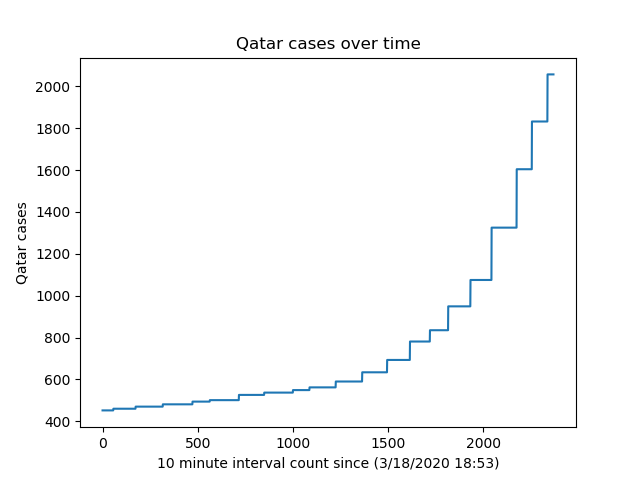 Qatar cases over time
2000
1800
1600
1400
1200
1000
800
600
400
Qatar cases
0 500 1000 1500 2000
10 minute interval count since (3/18/2020 18:53)